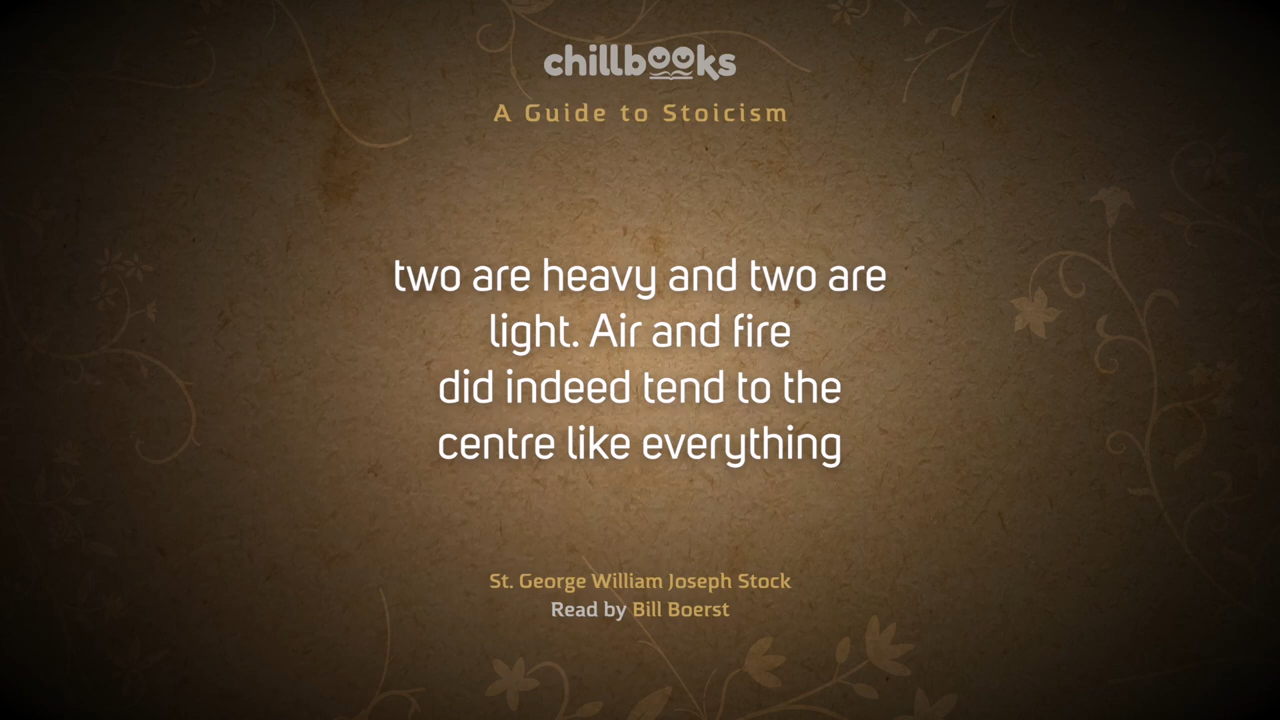 chillbooks
A Guide to Stoicism
two are heavy and two are
light. Air and fire
did indeed tend to the
centre like everything
St. George William Joseph Stock
Read by Bill Boerst